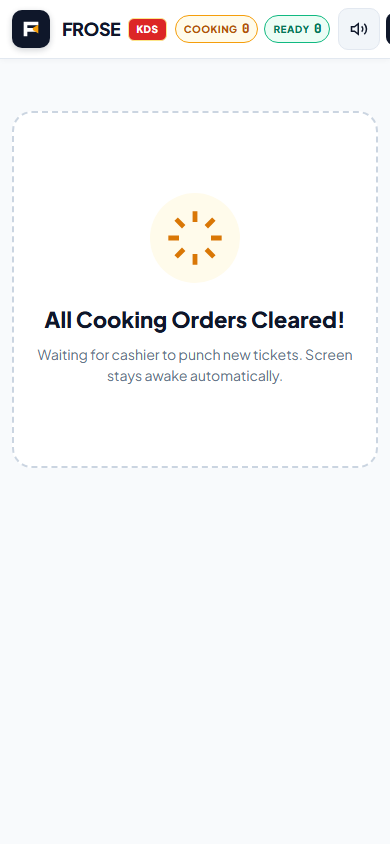 F
FROSE KDS COOKING 0 READY 0
All Cooking Orders Cleared!
Waiting for cashier to punch new tickets. Screen
stays awake automatically.